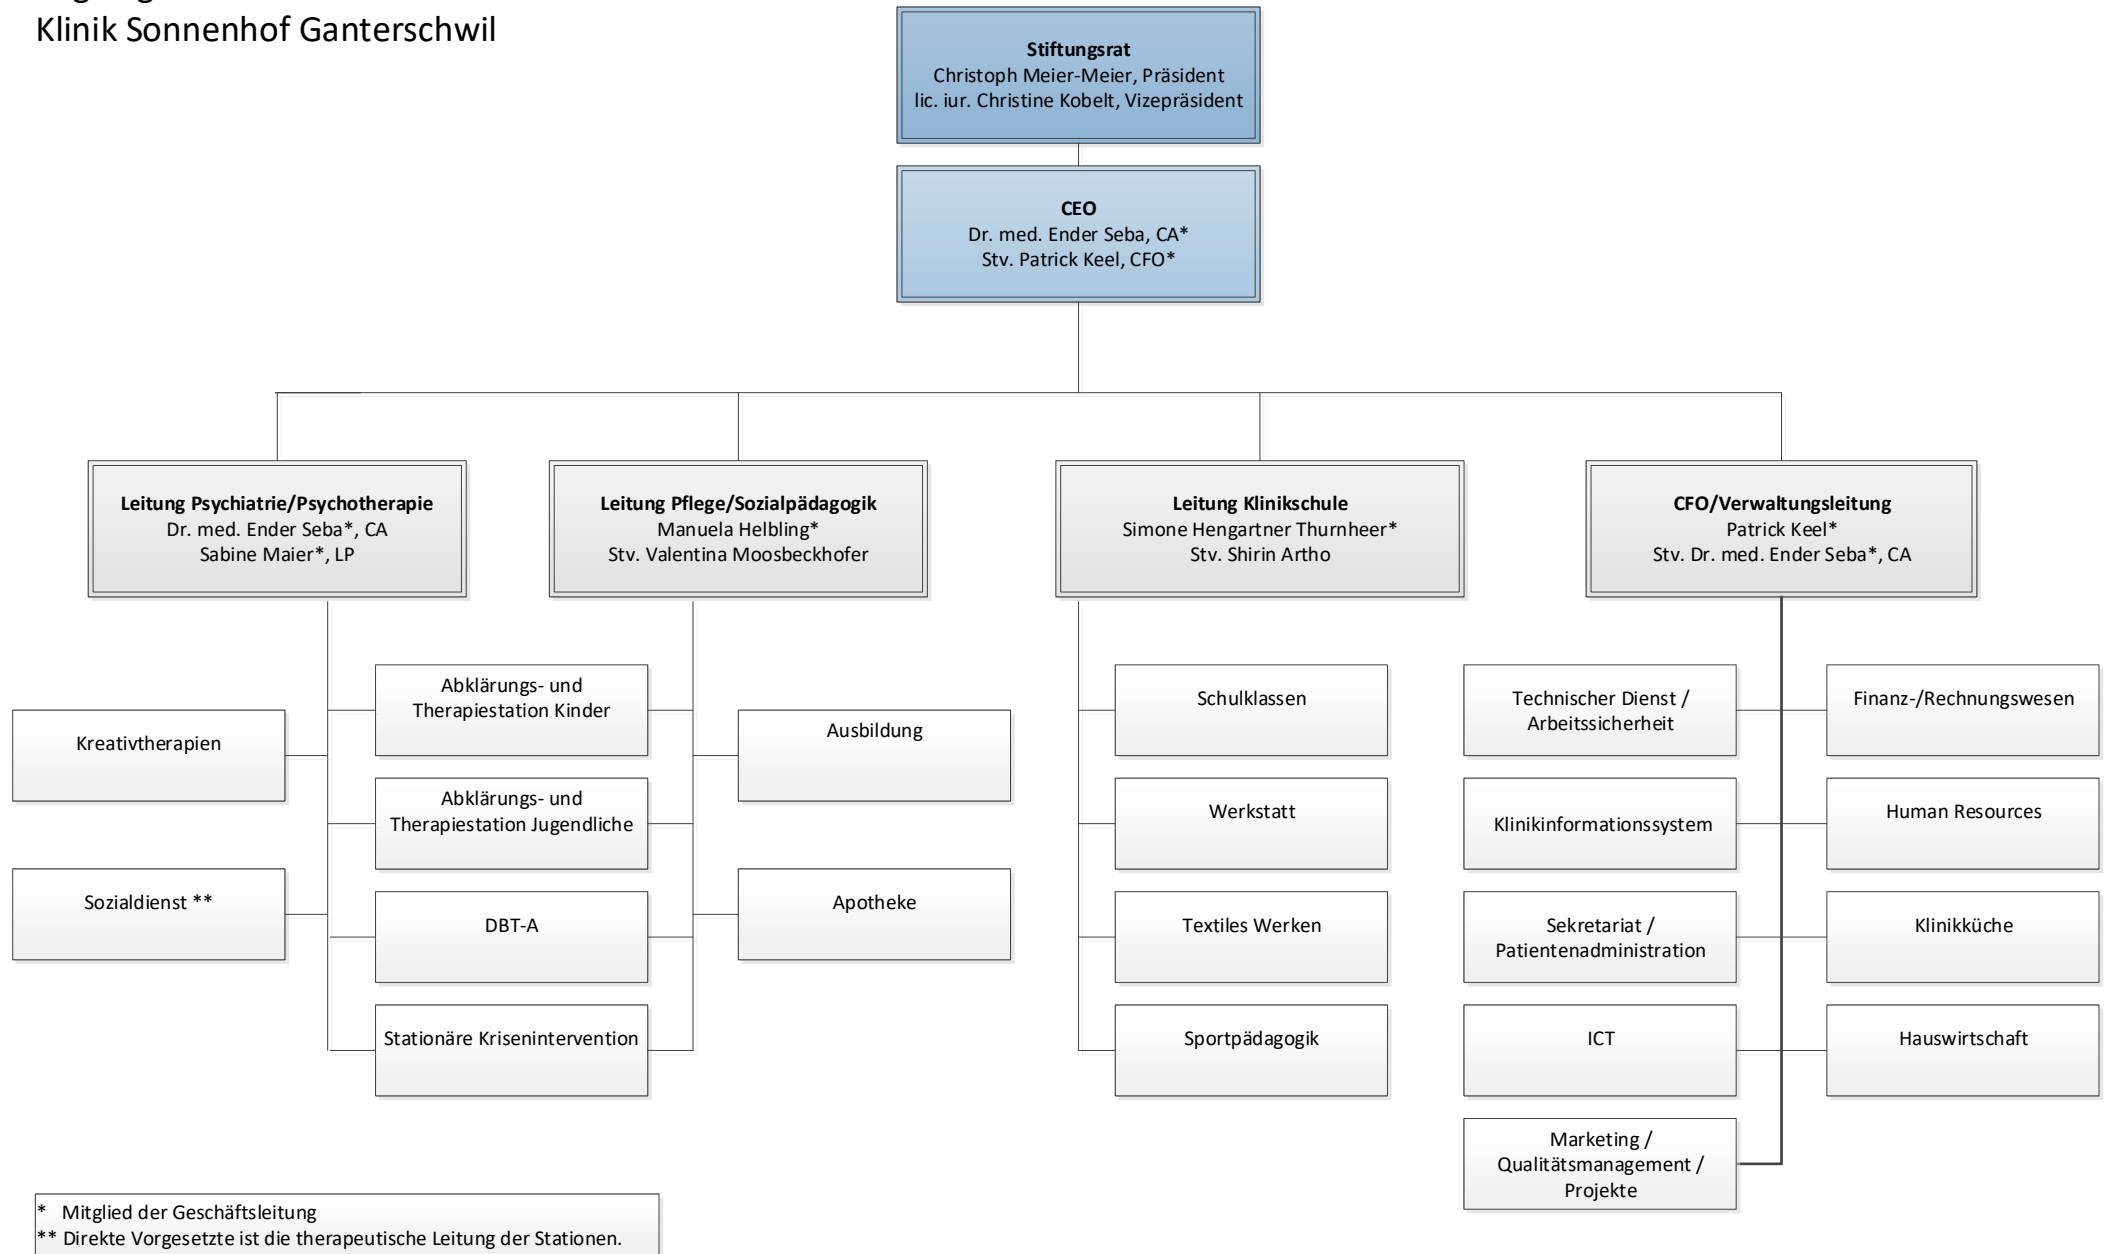 Klinik Sonnenhof Ganterschwil
Stiftungsrat
Christoph Meier-Meier, Präsident
lic. iur. Christine Kobelt, Vizepräsident
CEO
Dr. med. Ender Seba, CA*
Stv. Patrick Keel, CFO*
Leitung Psychiatrie/Psychotherapie
Dr. med. Ender Seba*, CA
Sabine Maier*, LP
Leitung Pflege/Sozialpädagogik
Manuela Helbling*
Stv. Valentina Moosbeckhofer
Leitung Klinikschule
Simone Hengartner Thurnheer*
Stv. Shirin Artho
CFO/Verwaltungsleitung
Patrick Keel*
Stv. Dr. med. Ender Seba*, CA
Kreativtherapien
Sozialdienst **
Abklärungs- und
Therapiestation Kinder
Abklärungs- und
Therapiestation Jugendliche
DBT-A
Stationäre Krisenintervention
Ausbildung
Apotheke
Schulklassen
Werkstatt
Textiles Werken
Sportpädagogik
Technischer Dienst /
Arbeitssicherheit
Klinikinformationssystem
Sekretariat /
Patientenadministration
ICT
Marketing /
Qualitätsmanagement /
Projekte
Finanz-/Rechnungswesen
Human Resources
Klinikküche
Hauswirtschaft
* Mitglied der Geschäftsleitung
** Direkte Vorgesetzte ist die therapeutische Leitung der Stationen.